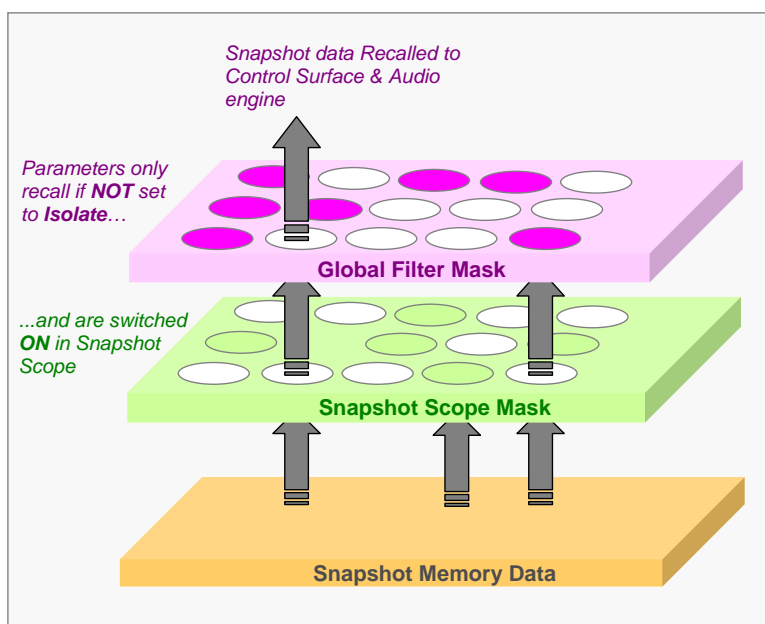 Snapshot data Recalled to
Control Surface & Audio
engine
Parameters only
recall if NOT set
to Isolate…
Global Filter Mask
...and are switched
ON in Snapshot
Scope
Snapshot Scope Mask
Snapshot Memory Data